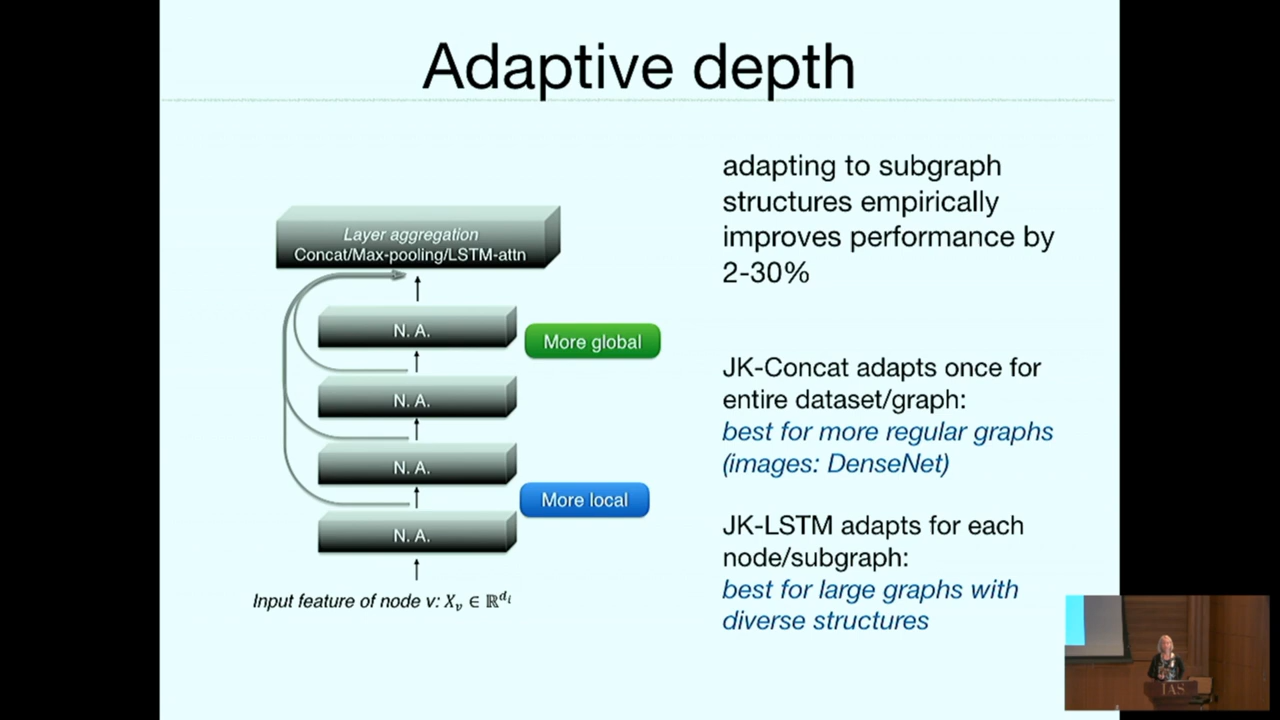 Adaptive depth
Layer aggregation
Concat/Max-pooling/LSTM-attn
N. A.
More global
N. A.
N. A.
More local
N. A.
Input feature of node v: X_v ∈ ℝ^{d_i}
adapting to subgraph
structures empirically
improves performance by
2-30%
JK-Concat adapts once for
entire dataset/graph:
best for more regular graphs
(images: DenseNet)
JK-LSTM adapts for each
node/subgraph:
best for large graphs with
diverse structures
IAS